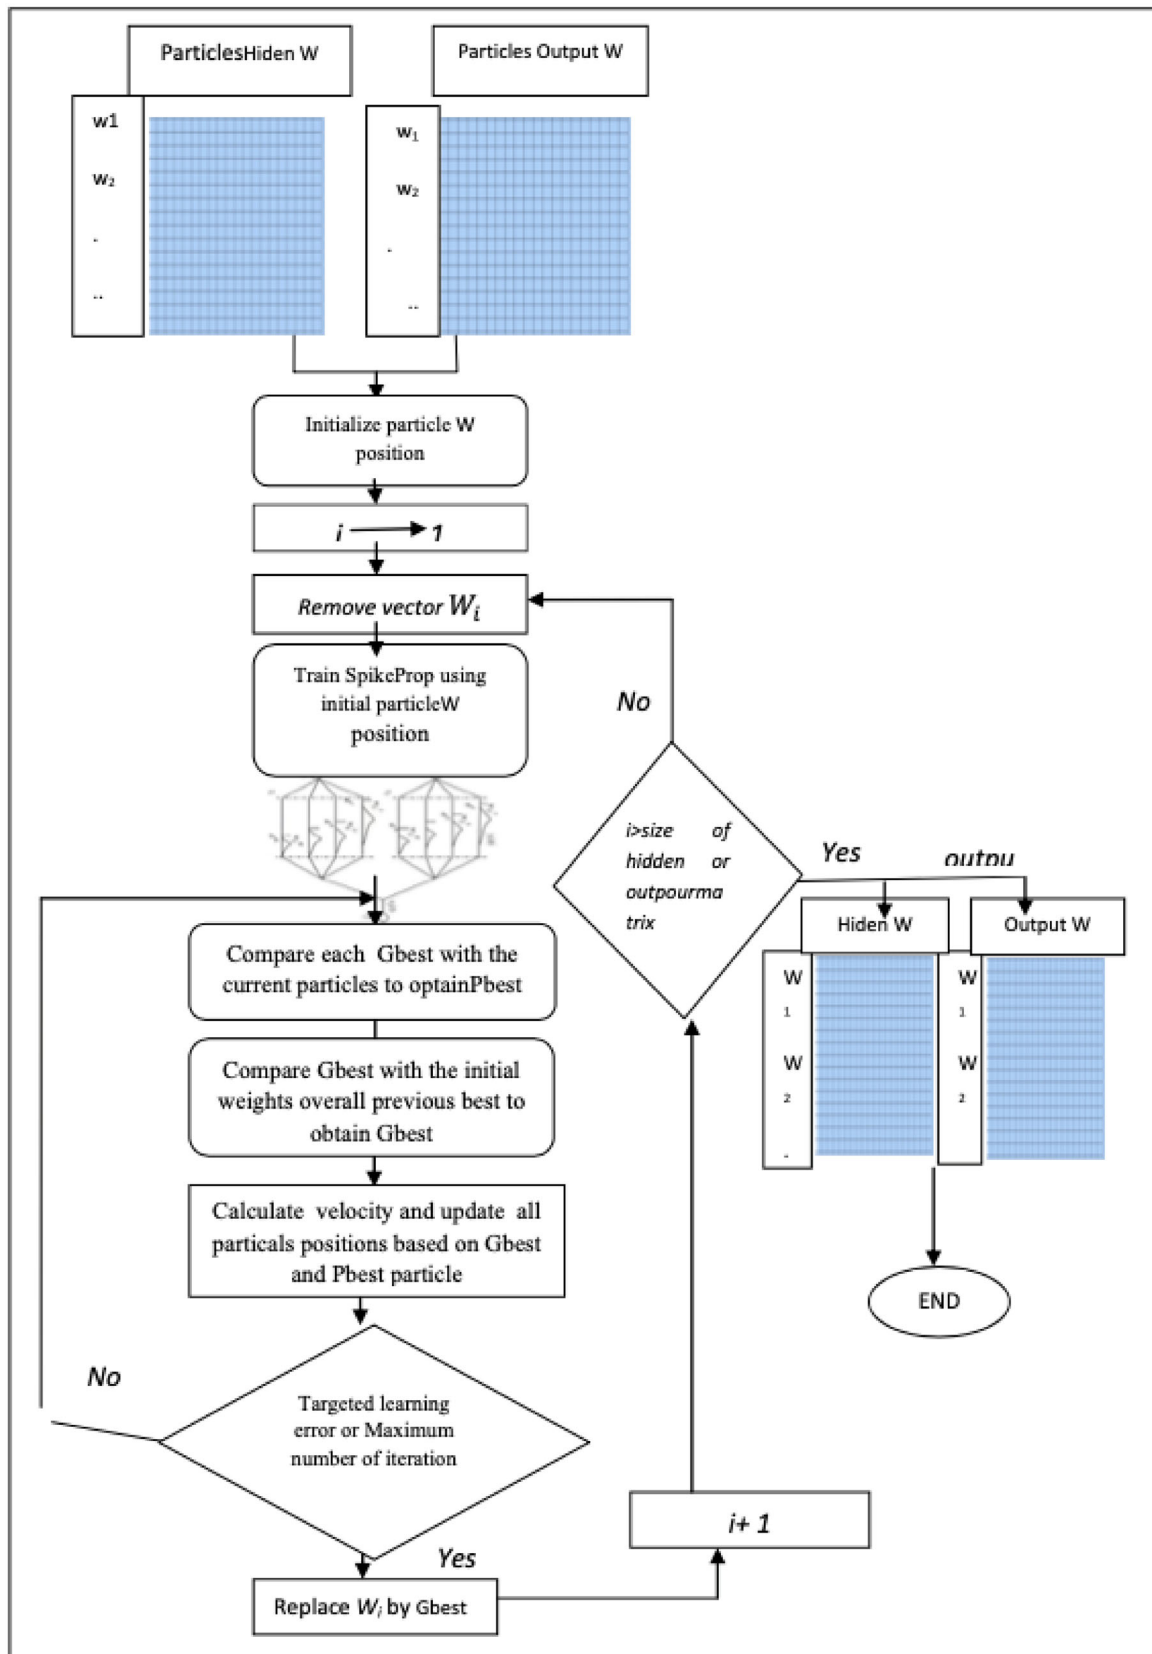 ParticlesHiden W
Particles Output W
w1
w2
.
..
w1
w2
.
..
Initialize particle W
position
i 1
Remove vector Wi
Train SpikeProp using
initial particleW
position
No
i>size of
hidden or
outpourma
trix
Yes
outpu
Hiden W
Output W
W
1
W
2
.
W
1
W
2
END
Compare each Gbest with the
current particles to optainPbest
Compare Gbest with the initial
weights overall previous best to
obtain Gbest
Calculate velocity and update all
particals positions based on Gbest
and Pbest particle
No
Targeted learning
error or Maximum
number of iteration
Yes
Replace Wi by Gbest
i+ 1